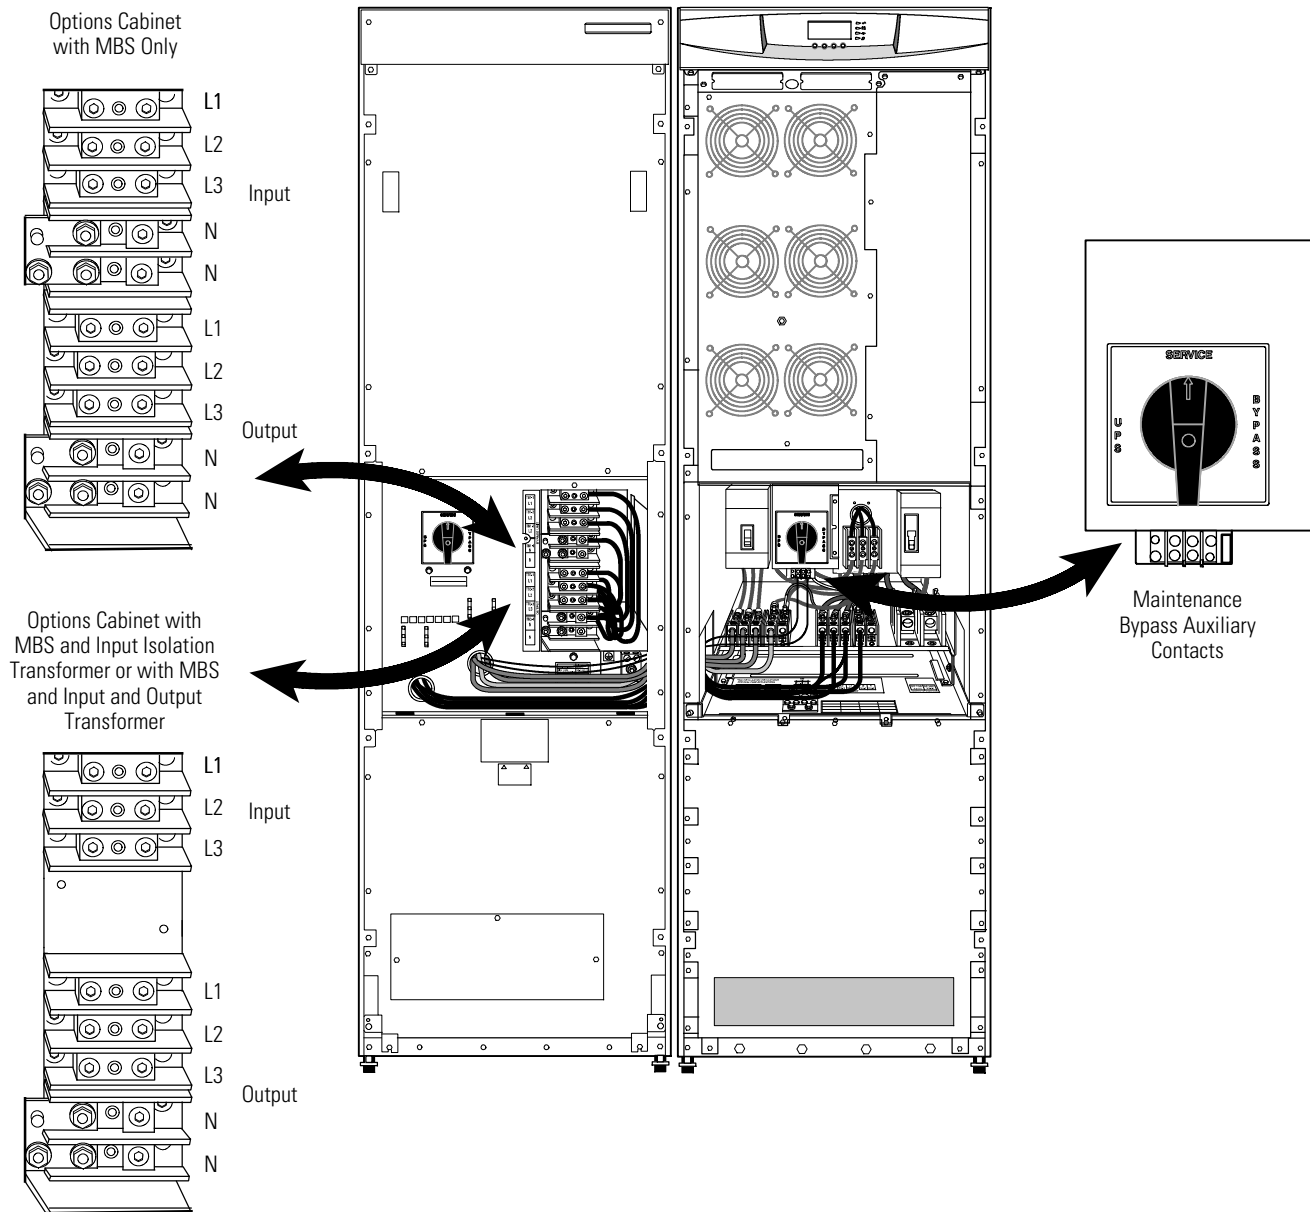 Options Cabinet
with MBS Only
L1
L2
L3
Input
N
N
L1
L2
L3
Output
N
N
Options Cabinet with
MBS and Input Isolation
Transformer or with MBS
and Input and Output
Transformer
L1
L2
Input
L3
L1
L2
L3
Output
N
N
SERVICE
UPS
BYPASS
Maintenance
Bypass Auxiliary
Contacts